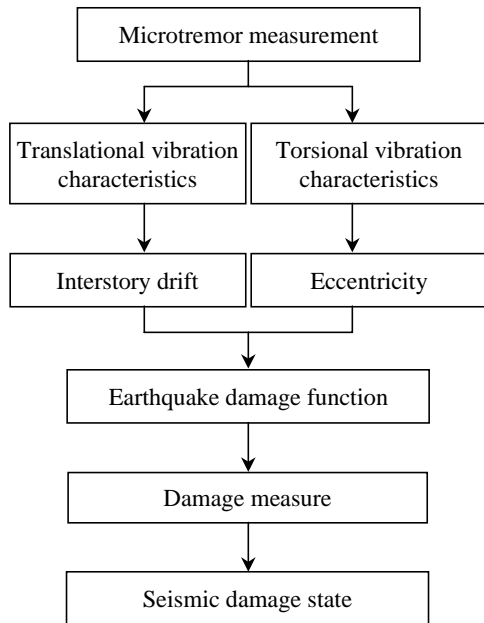 Microtremor measurement
Translational vibration
characteristics
Torsional vibration
characteristics
Interstory drift
Eccentricity
Earthquake damage function
Damage measure
Seismic damage state